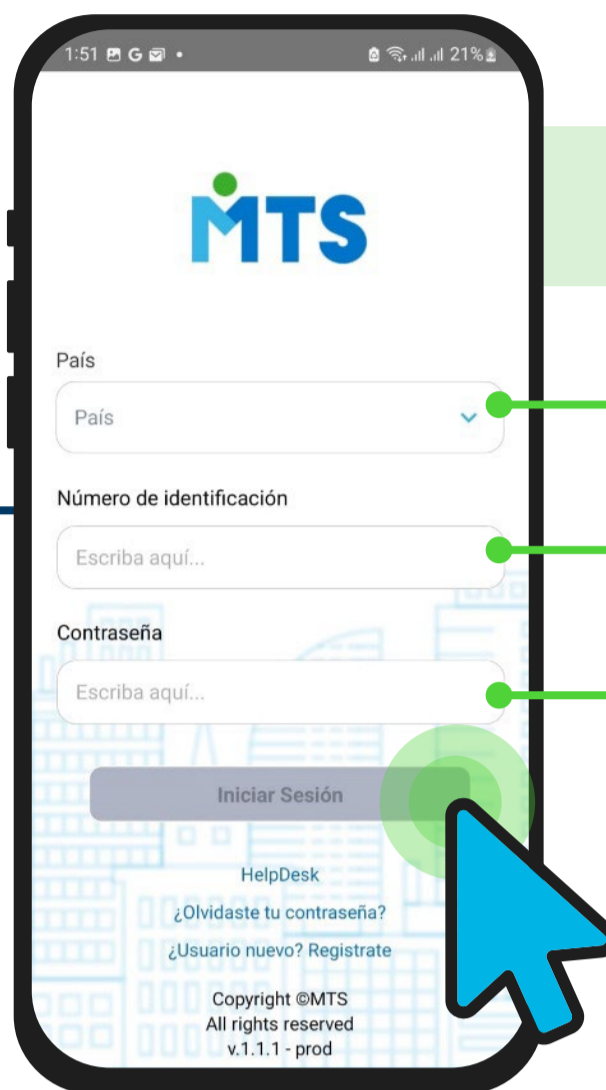 1:51
21%
MTS
País
País
Número de identificación
Escriba aquí...
Contraseña
Escriba aquí...
Iniciar Sesión
HelpDesk
¿Olvidaste tu contraseña?
¿Usuario nuevo? Registrate
Copyright ©MTS
All rights reserved
v.1.1.1 - prod